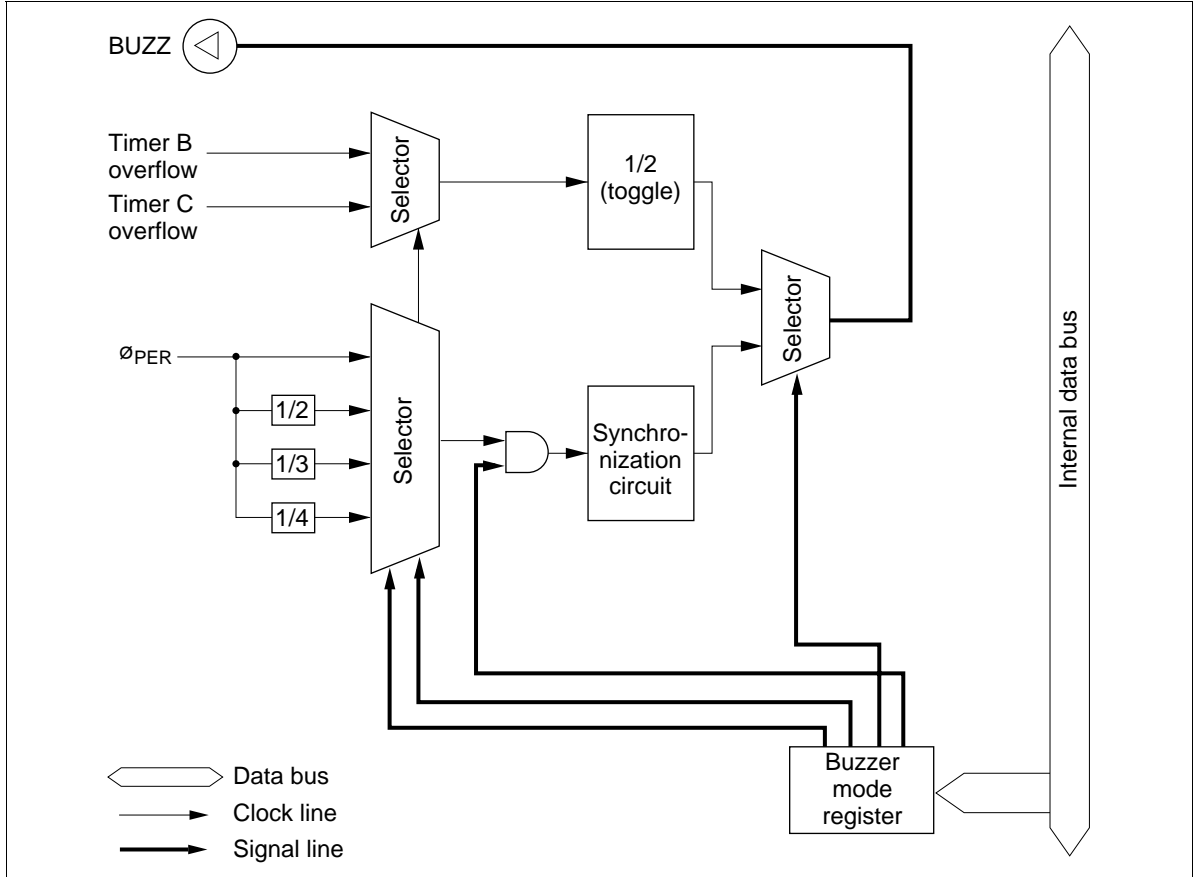 BUZZ
Timer B
overflow
Timer C
overflow
Selector
1/2
(toggle)
Selector
øPER
1/2
1/3
1/4
Selector
Synchro-
nization
circuit
Internal data bus
Buzzer
mode
register
Data bus
Clock line
Signal line